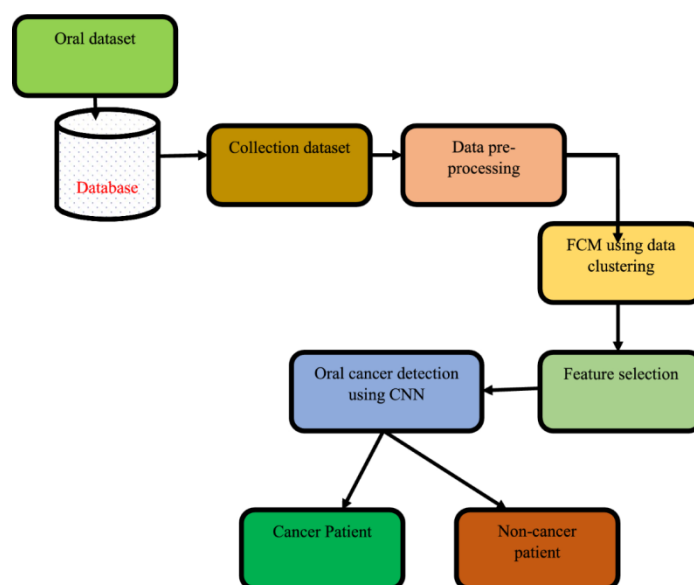 Oral dataset
Database
Collection dataset
Data pre-
processing
FCM using data
clustering
Feature selection
Oral cancer detection
using CNN
Cancer Patient
Non-cancer
patient